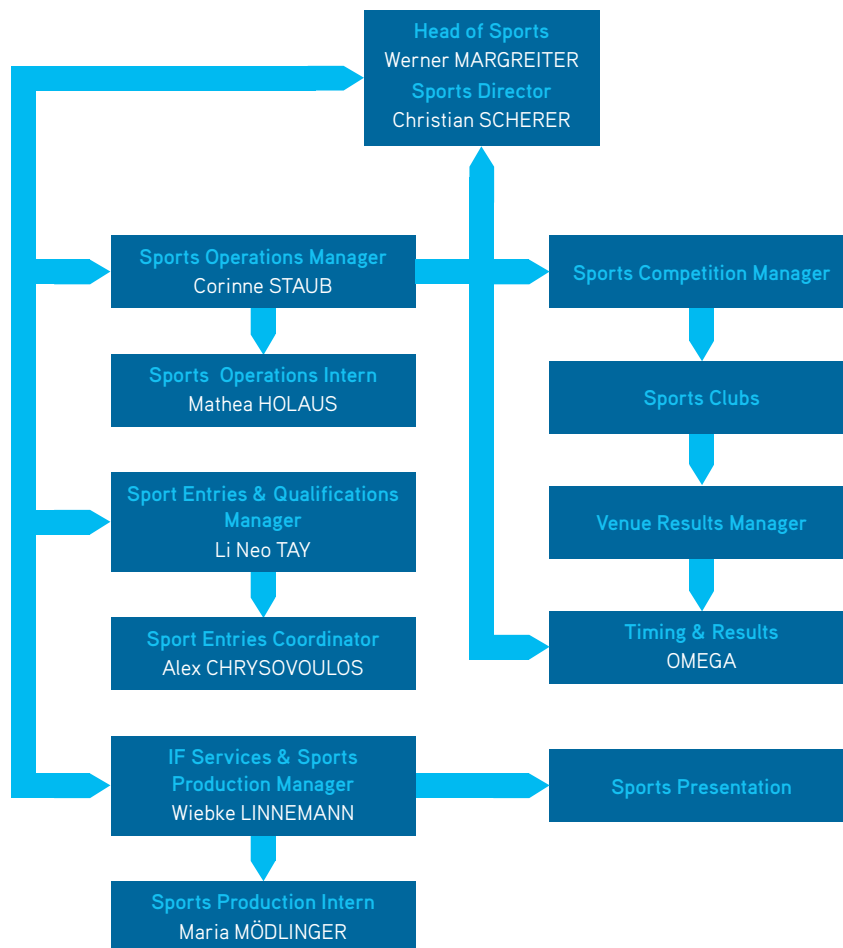 Head of Sports
Werner MARGREITER
Sports Director
Christian SCHERER
Sports Operations Manager
Corinne STAUB
Sports Competition Manager
Sports Operations Intern
Mathea HOLAUS
Sports Clubs
Sport Entries & Qualifications
Manager
Li Neo TAY
Venue Results Manager
Sport Entries Coordinator
Alex CHRYSOVOULOS
Timing & Results
OMEGA
IF Services & Sports
Production Manager
Wiebke LINNEMANN
Sports Presentation
Sports Production Intern
Maria MÖDLINGER